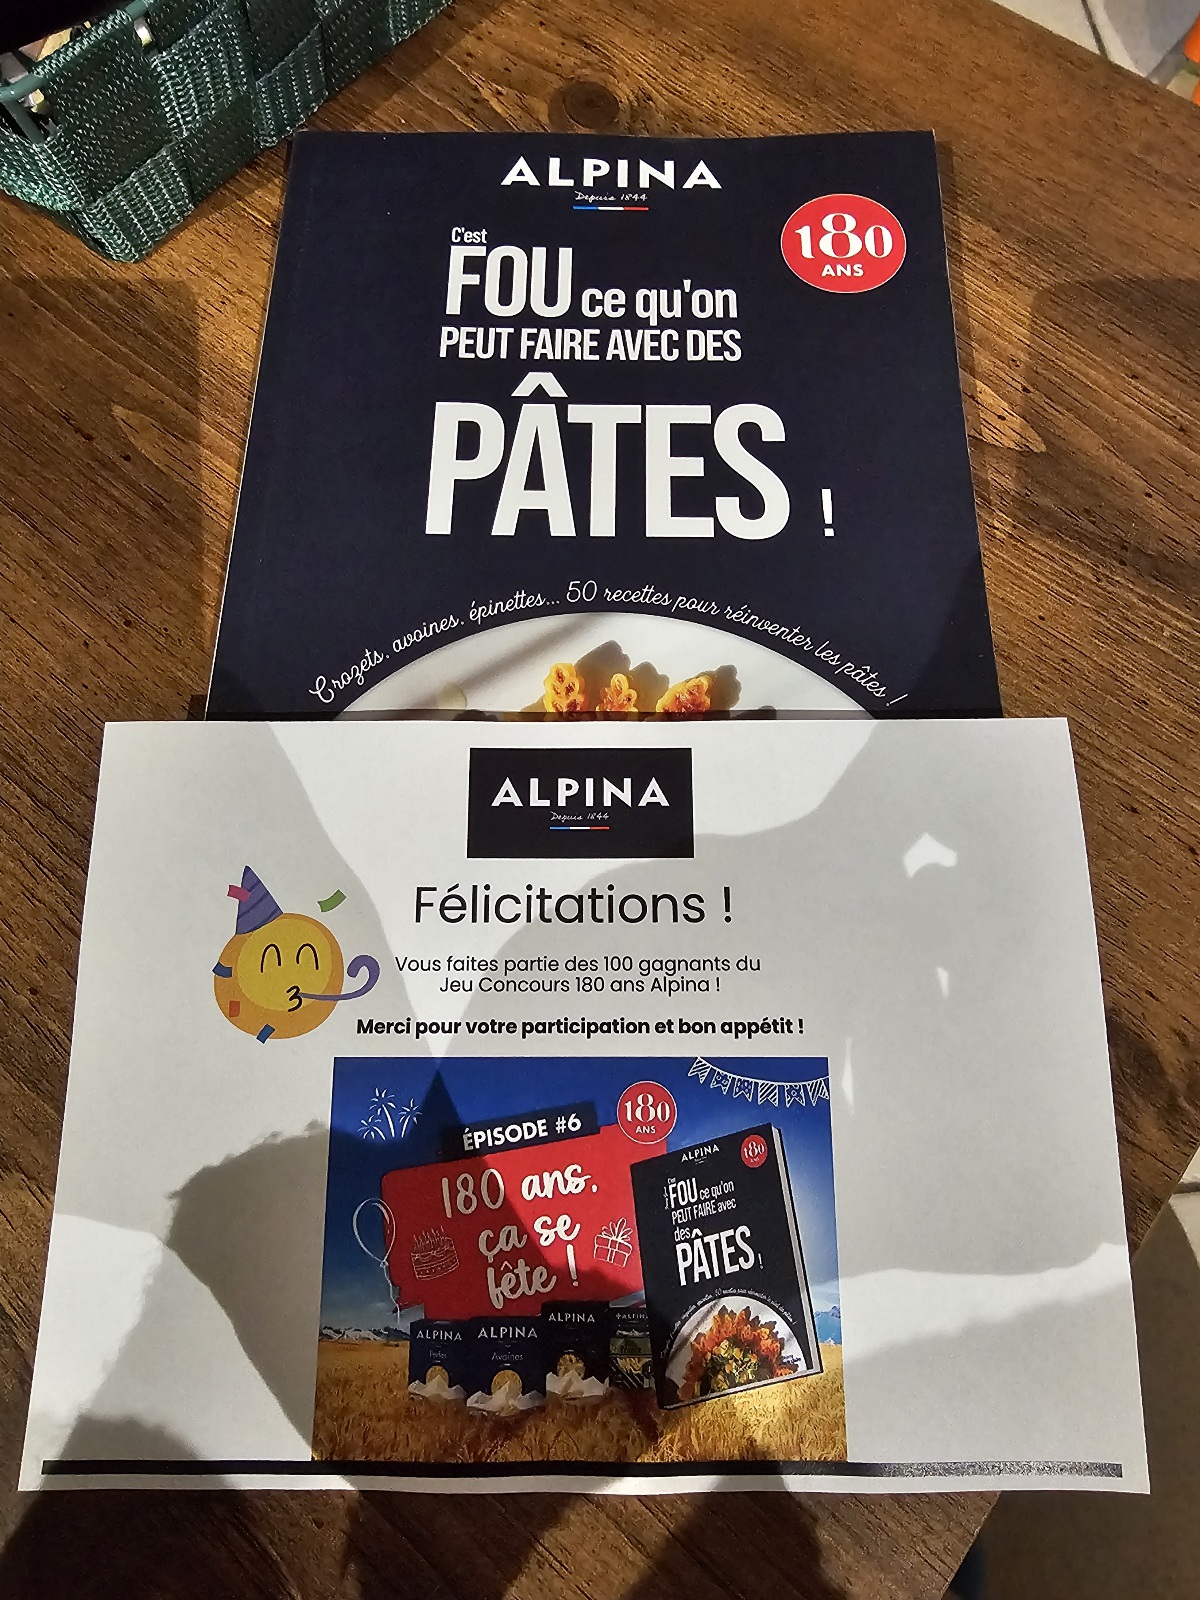 ALPINA
Depuis 1844
180
ANS
C'est
FOU ce qu'on
PEUT FAIRE AVEC DES
PÂTES !
Crozets, avoines, épinettes... 50 recettes pour réinventer les pâtes !
ALPINA
Depuis 1844
Félicitations !
Vous faites partie des 100 gagnants du
Jeu Concours 180 ans Alpina !
Merci pour votre participation et bon appétit !
ÉPISODE #6
180
ANS
180 ans,
ça se
fête !
ALPINA
180
FOU ce qu'on
PEUT FAIRE avec
des
PÂTES !
ALPINA
ALPINA
Avoines
ALPINA
ALPINA